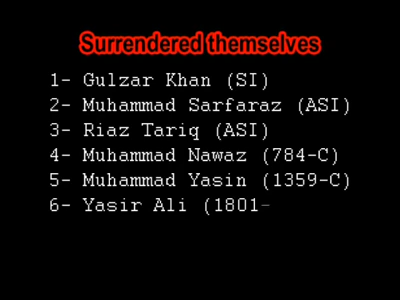 Surrendered themselves
1- Gulzar Khan (SI)
2- Muhammad Sarfaraz (ASI)
3- Riaz Tariq (ASI)
4- Muhammad Nawaz (784-C)
5- Muhammad Yasin (1359-C)
6- Yasir Ali (1801-